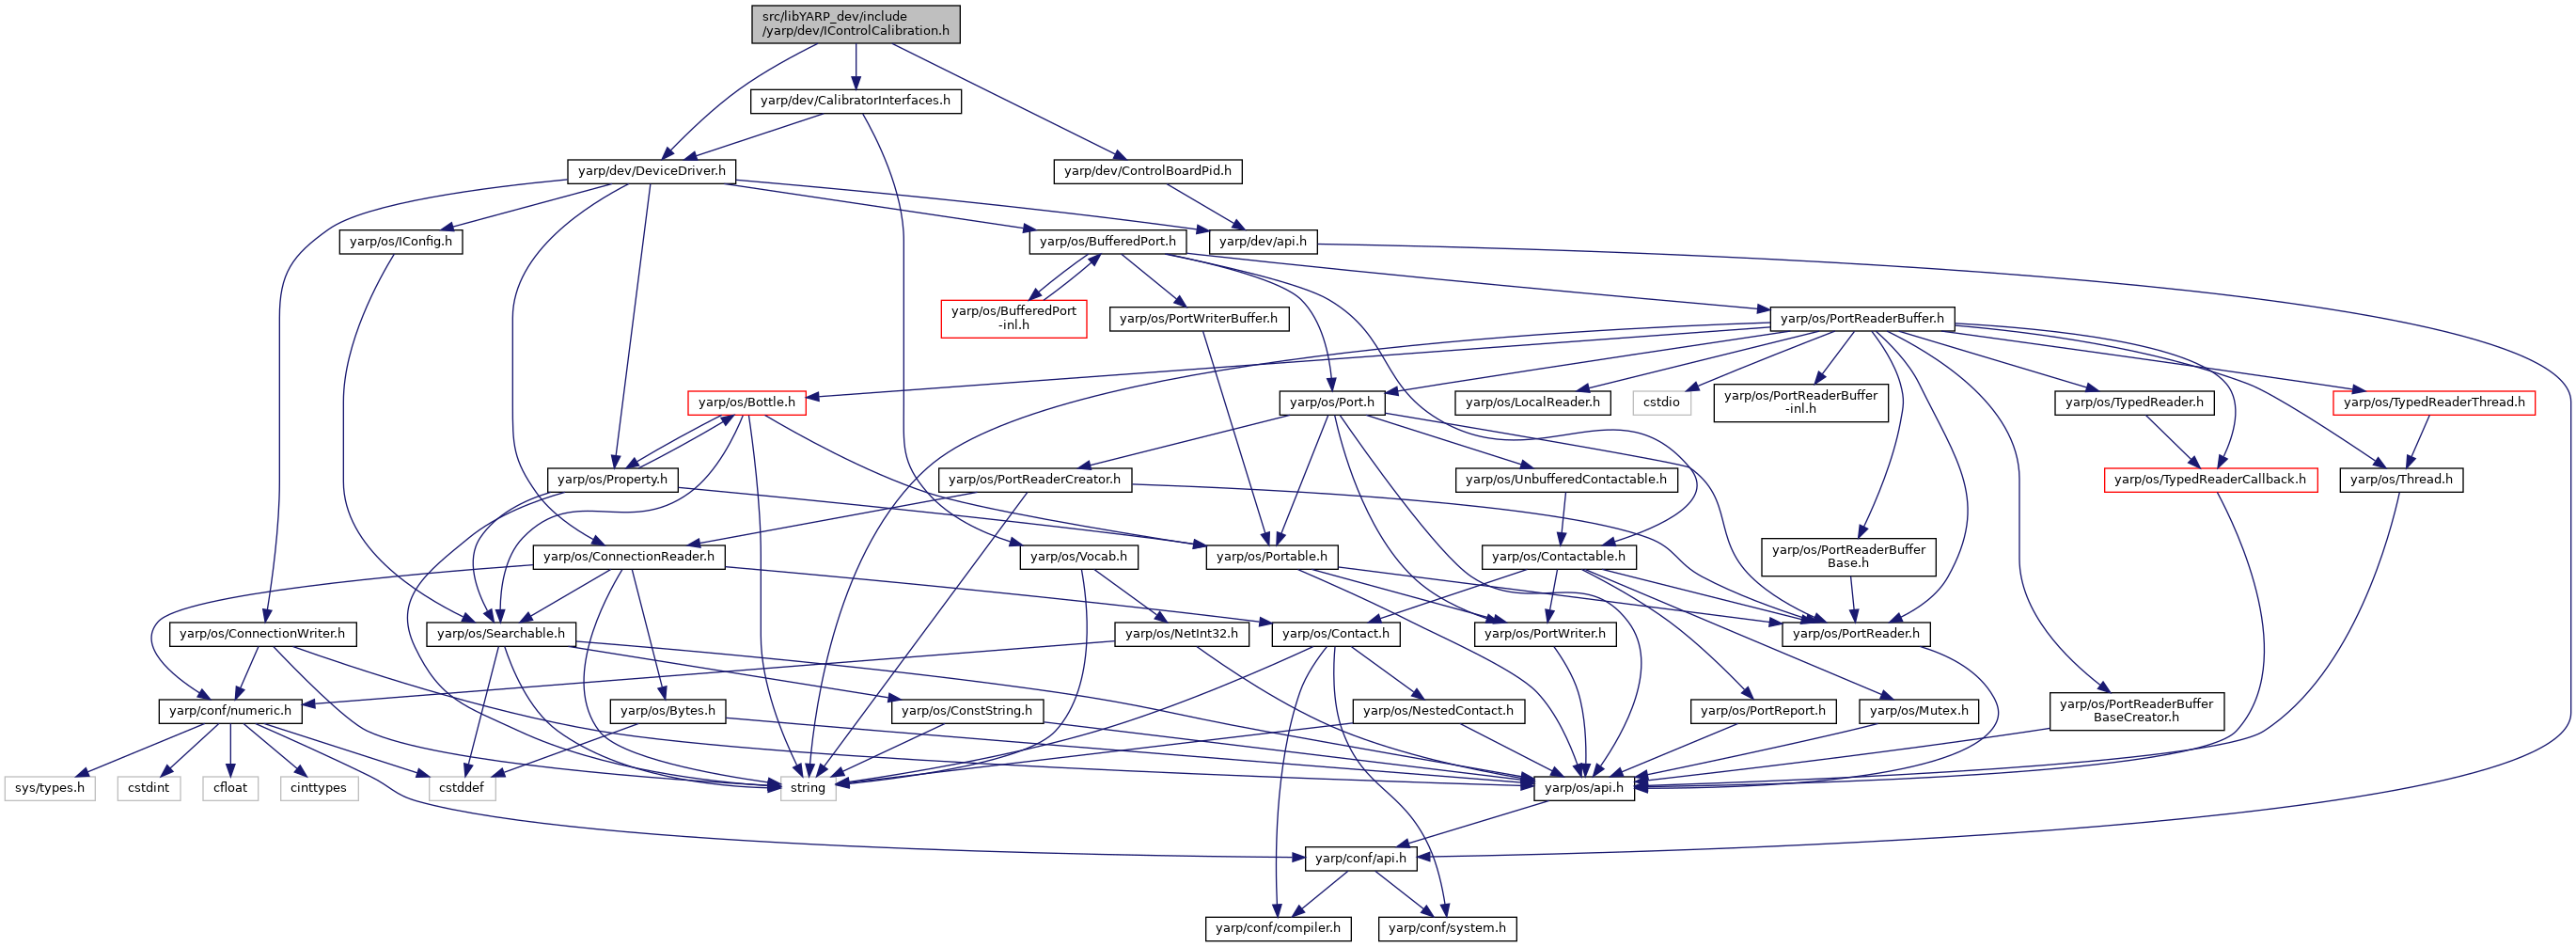 src/libYARP_dev/include
/yarp/dev/IControlCalibration.h
yarp/dev/CalibratorInterfaces.h
yarp/dev/DeviceDriver.h
yarp/dev/ControlBoardPid.h
yarp/os/IConfig.h
yarp/os/BufferedPort.h
yarp/dev/api.h
yarp/os/BufferedPort
-inl.h
yarp/os/PortWriterBuffer.h
yarp/os/PortReaderBuffer.h
yarp/os/Bottle.h
yarp/os/Port.h
yarp/os/LocalReader.h
cstdio
yarp/os/PortReaderBuffer
-inl.h
yarp/os/TypedReader.h
yarp/os/TypedReaderThread.h
yarp/os/Property.h
yarp/os/PortReaderCreator.h
yarp/os/UnbufferedContactable.h
yarp/os/TypedReaderCallback.h
yarp/os/Thread.h
yarp/os/ConnectionReader.h
yarp/os/Vocab.h
yarp/os/Portable.h
yarp/os/Contactable.h
yarp/os/PortReaderBuffer
Base.h
yarp/os/ConnectionWriter.h
yarp/os/Searchable.h
yarp/os/NetInt32.h
yarp/os/Contact.h
yarp/os/PortWriter.h
yarp/os/PortReader.h
yarp/conf/numeric.h
yarp/os/Bytes.h
yarp/os/ConstString.h
yarp/os/NestedContact.h
yarp/os/PortReport.h
yarp/os/Mutex.h
yarp/os/PortReaderBuffer
BaseCreator.h
sys/types.h
cstdint
cfloat
cinttypes
cstddef
string
yarp/os/api.h
yarp/conf/api.h
yarp/conf/compiler.h
yarp/conf/system.h